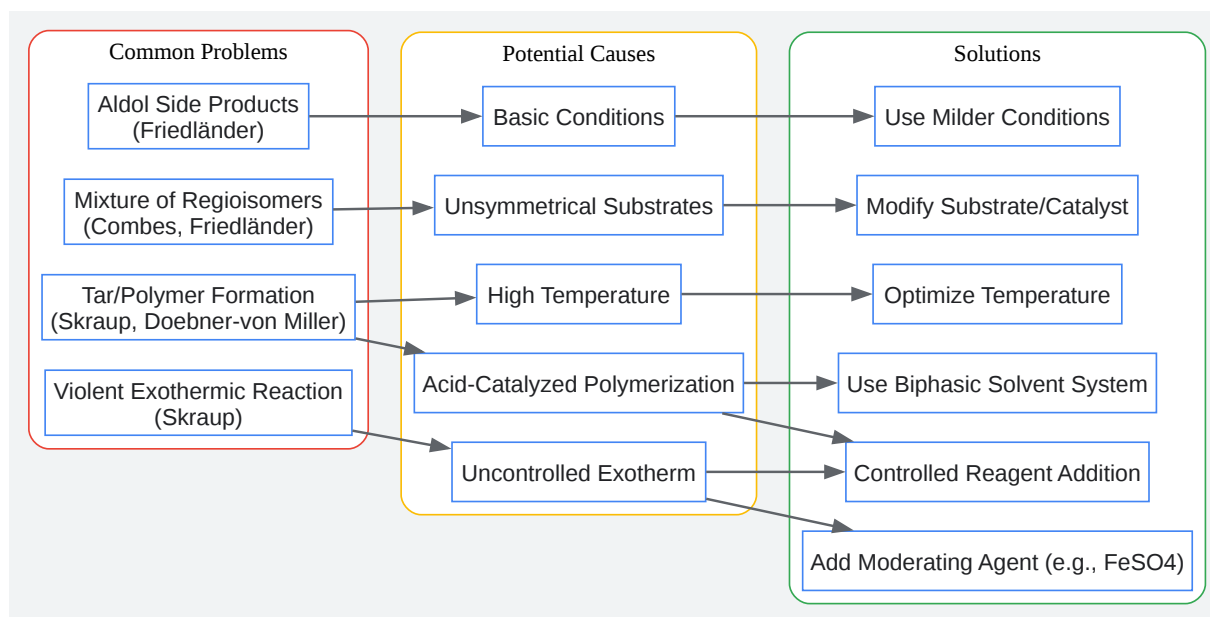 Common Problems
Aldol Side Products
(Friedländer)
Mixture of Regioisomers
(Combes, Friedländer)
Tar/Polymer Formation
(Skraup, Doebner-von Miller)
Violent Exothermic Reaction
(Skraup)
Potential Causes
Basic Conditions
Unsymmetrical Substrates
High Temperature
Acid-Catalyzed Polymerization
Uncontrolled Exotherm
Solutions
Use Milder Conditions
Modify Substrate/Catalyst
Optimize Temperature
Use Biphasic Solvent System
Controlled Reagent Addition
Add Moderating Agent (e.g., FeSO4)